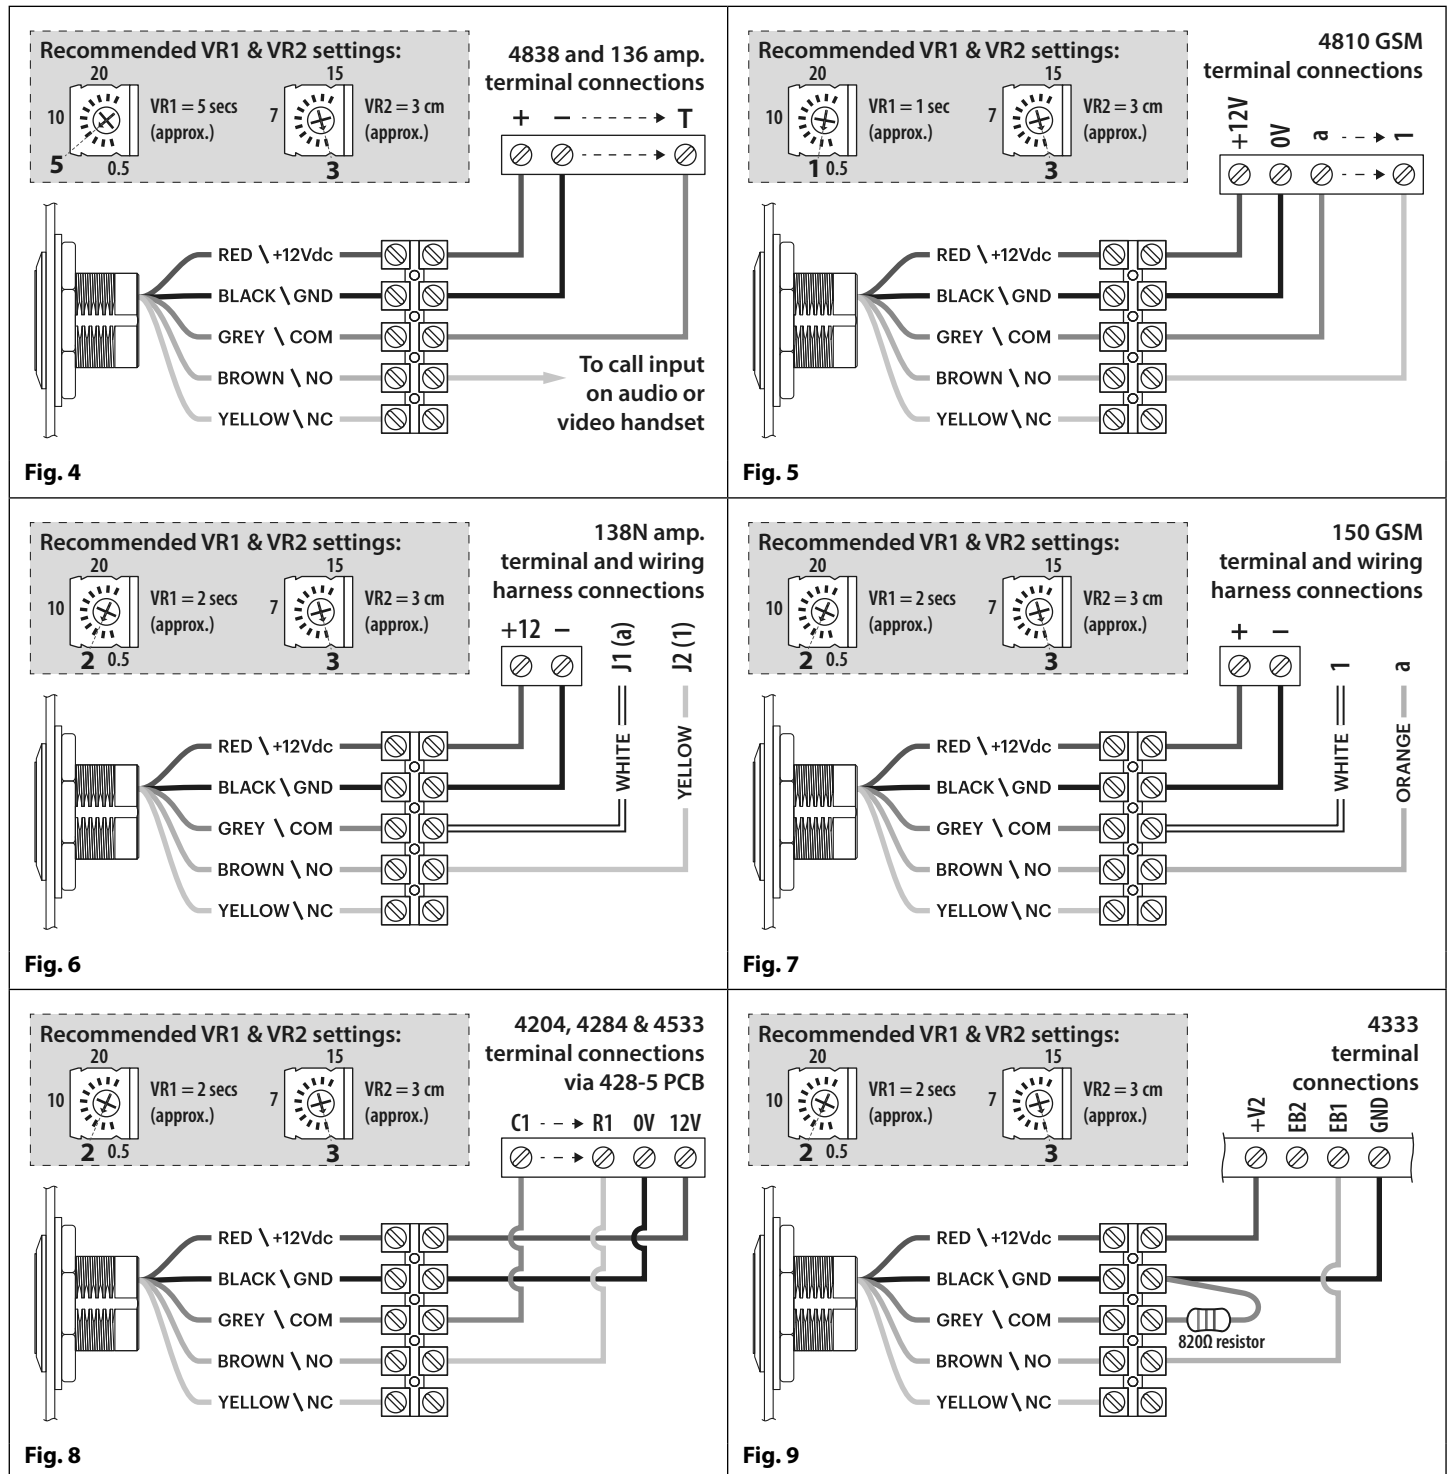 Recommended VR1 & VR2 settings:
20
10
5
0.5
VR1 = 5 secs
(approx.)
15
7
3
VR2 = 3 cm
(approx.)
4838 and 136 amp.
terminal connections
+ – T
RED \ +12Vdc
BLACK \ GND
GREY \ COM
BROWN \ NO
YELLOW \ NC
To call input
on audio or
video handset
Fig. 4
Recommended VR1 & VR2 settings:
20
10
1 0.5
VR1 = 1 sec
(approx.)
15
7
3
VR2 = 3 cm
(approx.)
4810 GSM
terminal connections
+12V
0V
a
1
RED \ +12Vdc
BLACK \ GND
GREY \ COM
BROWN \ NO
YELLOW \ NC
Fig. 5
Recommended VR1 & VR2 settings:
20
10
2 0.5
VR1 = 2 secs
(approx.)
15
7
3
VR2 = 3 cm
(approx.)
138N amp.
terminal and wiring
harness connections
+12 –
J1 (a)
J2 (1)
WHITE
YELLOW
RED \ +12Vdc
BLACK \ GND
GREY \ COM
BROWN \ NO
YELLOW \ NC
Fig. 6
Recommended VR1 & VR2 settings:
20
10
2 0.5
VR1 = 2 secs
(approx.)
15
7
3
VR2 = 3 cm
(approx.)
150 GSM
terminal and wiring
harness connections
+ –
1
a
WHITE
ORANGE
RED \ +12Vdc
BLACK \ GND
GREY \ COM
BROWN \ NO
YELLOW \ NC
Fig. 7
Recommended VR1 & VR2 settings:
20
10
2 0.5
VR1 = 2 secs
(approx.)
15
7
3
VR2 = 3 cm
(approx.)
4204, 4284 & 4533
terminal connections
via 428-5 PCB
C1 R1 0V 12V
RED \ +12Vdc
BLACK \ GND
GREY \ COM
BROWN \ NO
YELLOW \ NC
Fig. 8
Recommended VR1 & VR2 settings:
20
10
2 0.5
VR1 = 2 secs
(approx.)
15
7
3
VR2 = 3 cm
(approx.)
4333
terminal
connections
+V2
EB2
EB1
GND
RED \ +12Vdc
BLACK \ GND
GREY \ COM
BROWN \ NO
YELLOW \ NC
820Ω resistor
Fig. 9